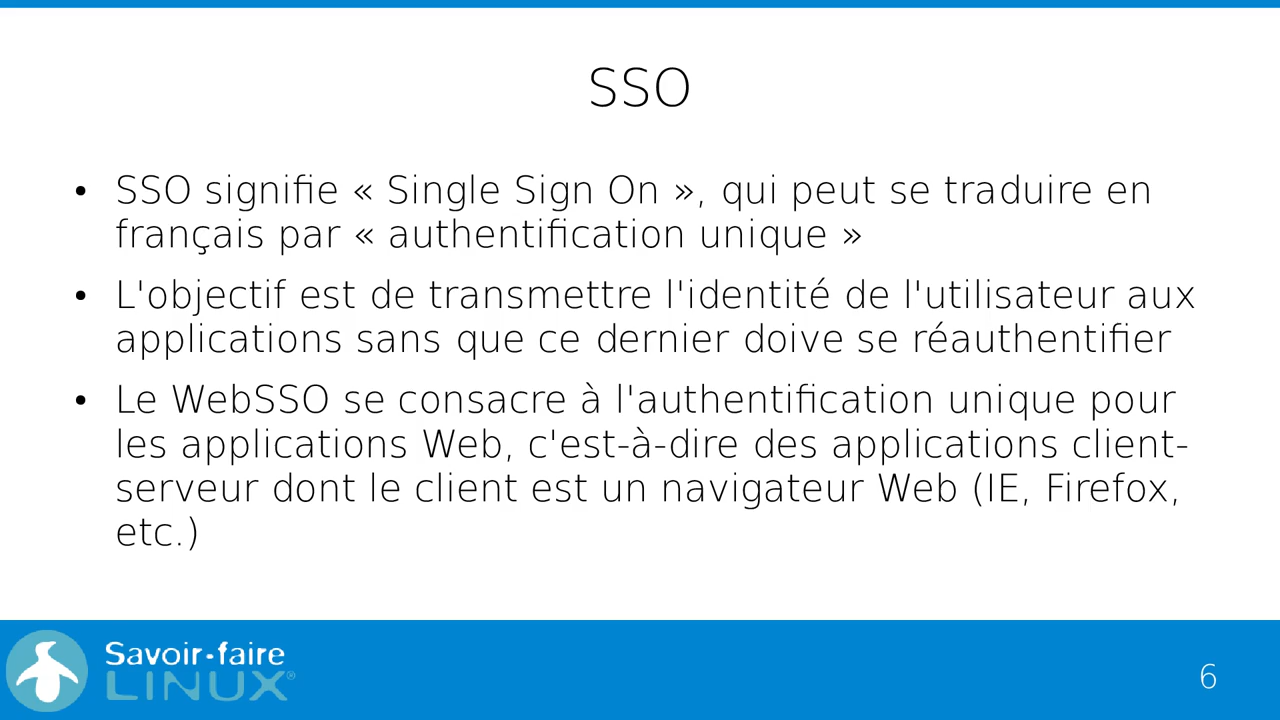 SSO
• SSO signifie « Single Sign On », qui peut se traduire en
français par « authentification unique »
• L'objectif est de transmettre l'identité de l'utilisateur aux
applications sans que ce dernier doive se réauthentifier
• Le WebSSO se consacre à l'authentification unique pour
les applications Web, c'est-à-dire des applications client-
serveur dont le client est un navigateur Web (IE, Firefox,
etc.)
Savoir-faire
LINUX®
6